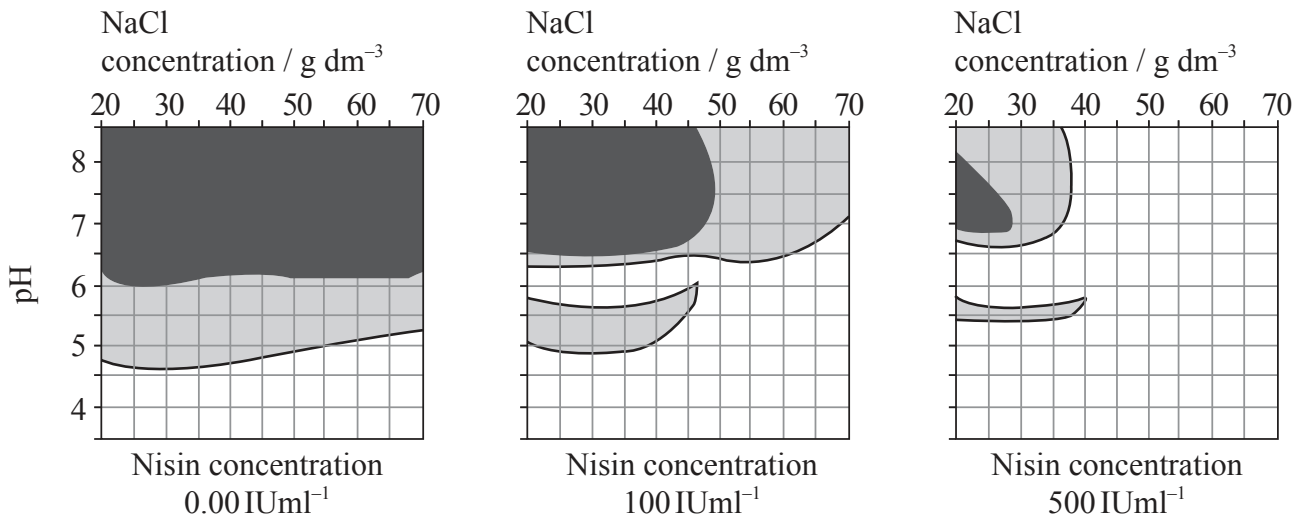 NaCl
concentration / g dm⁻³
20 30 40 50 60 70
NaCl
concentration / g dm⁻³
20 30 40 50 60 70
NaCl
concentration / g dm⁻³
20 30 40 50 60 70
pH
8
7
6
5
4
Nisin concentration
0.00 IUml⁻¹
Nisin concentration
100 IUml⁻¹
Nisin concentration
500 IUml⁻¹